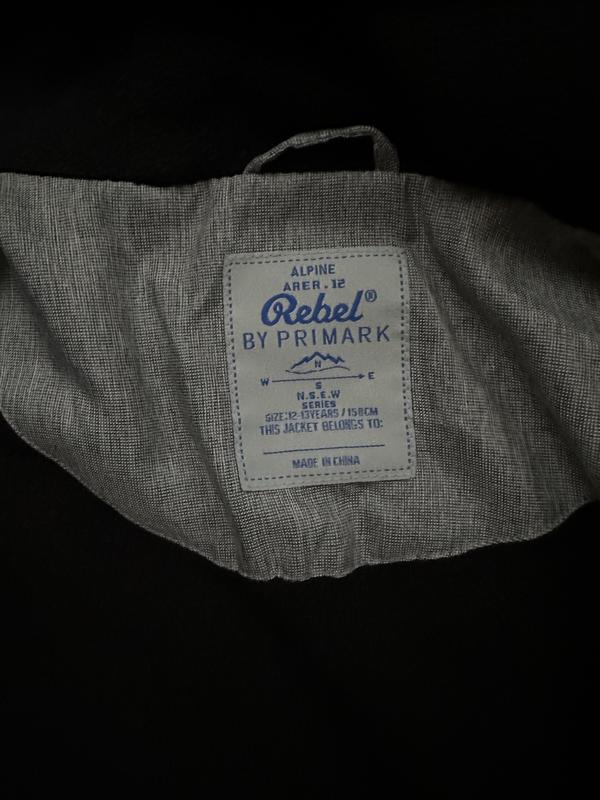 ALPINE
ARER.12
Rebel®
BY PRIMARK
N
W E
S
N.S.E.W
SERIES
SIZE:12-13YEARS / 158CM
THIS JACKET BELONGS TO:
MADE IN CHINA